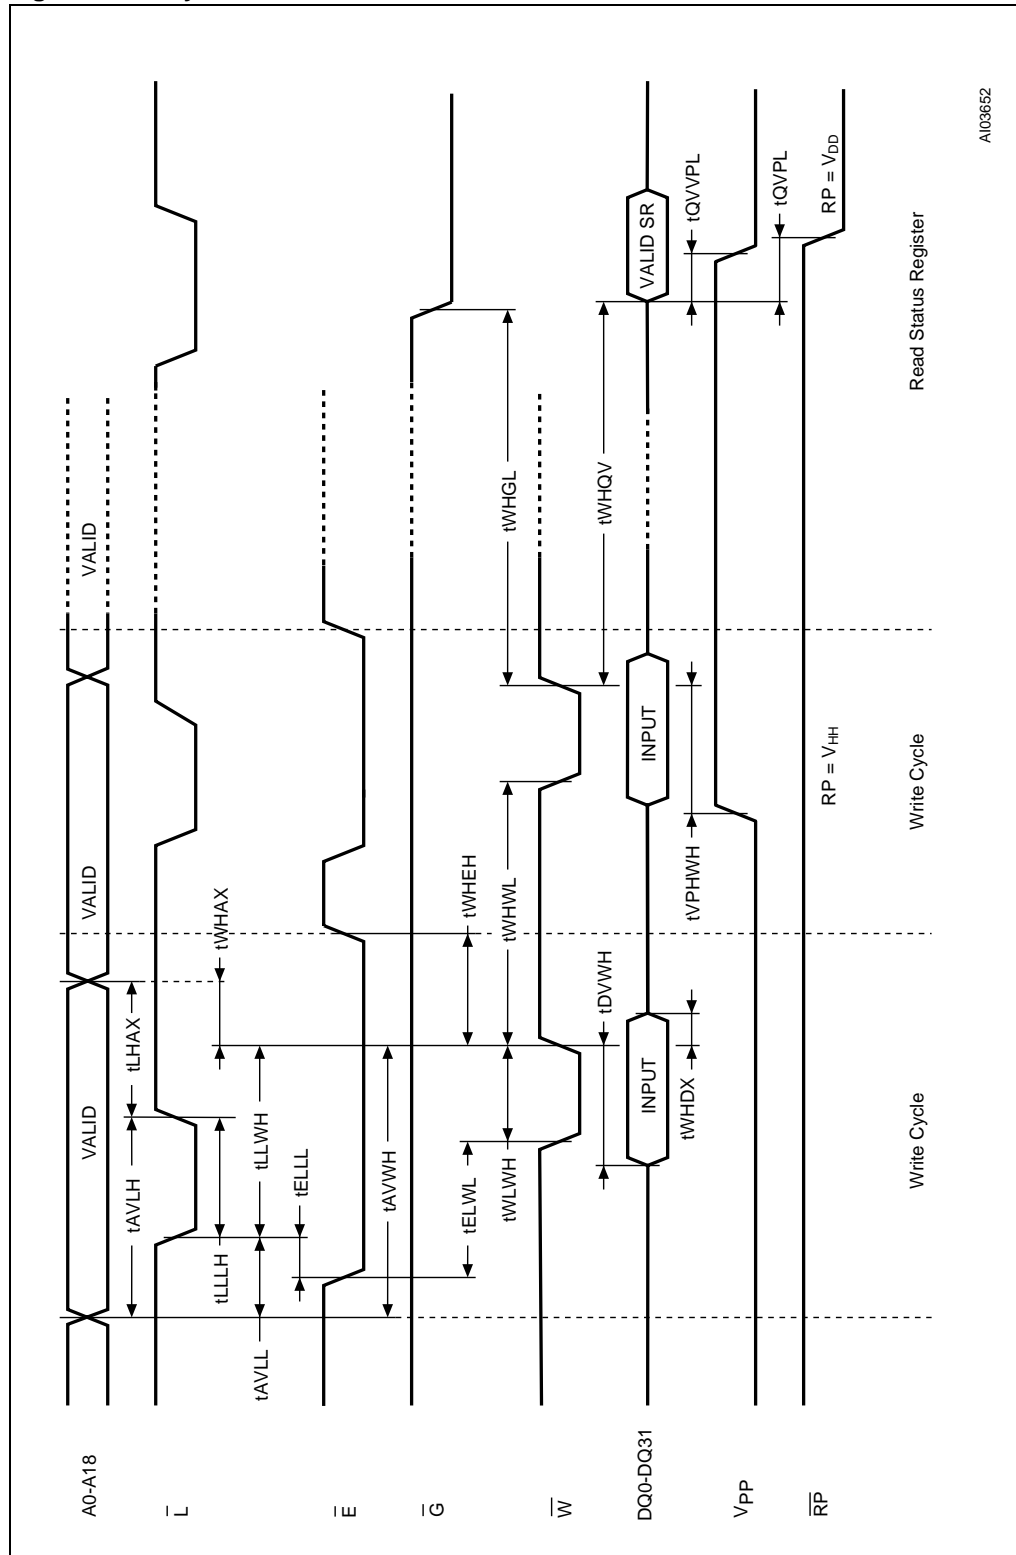 A0-A18
VALID
VALID
VALID
tAVLH
tLHAX
L
tLLLH
tWHAX
tAVLL
tLLWH
tELLL
E
tAVWH
G
tELWL
tWHEH
tWLWH
tWHWL
tWHGL
W
tDVWH
tWHQV
DQ0-DQ31
INPUT
INPUT
VALID SR
tWHDX
tVPHWH
tQVVPL
VPP
tQVPL
RP
RP = VHH
RP = VDD
Write Cycle
Write Cycle
Read Status Register
AI03652